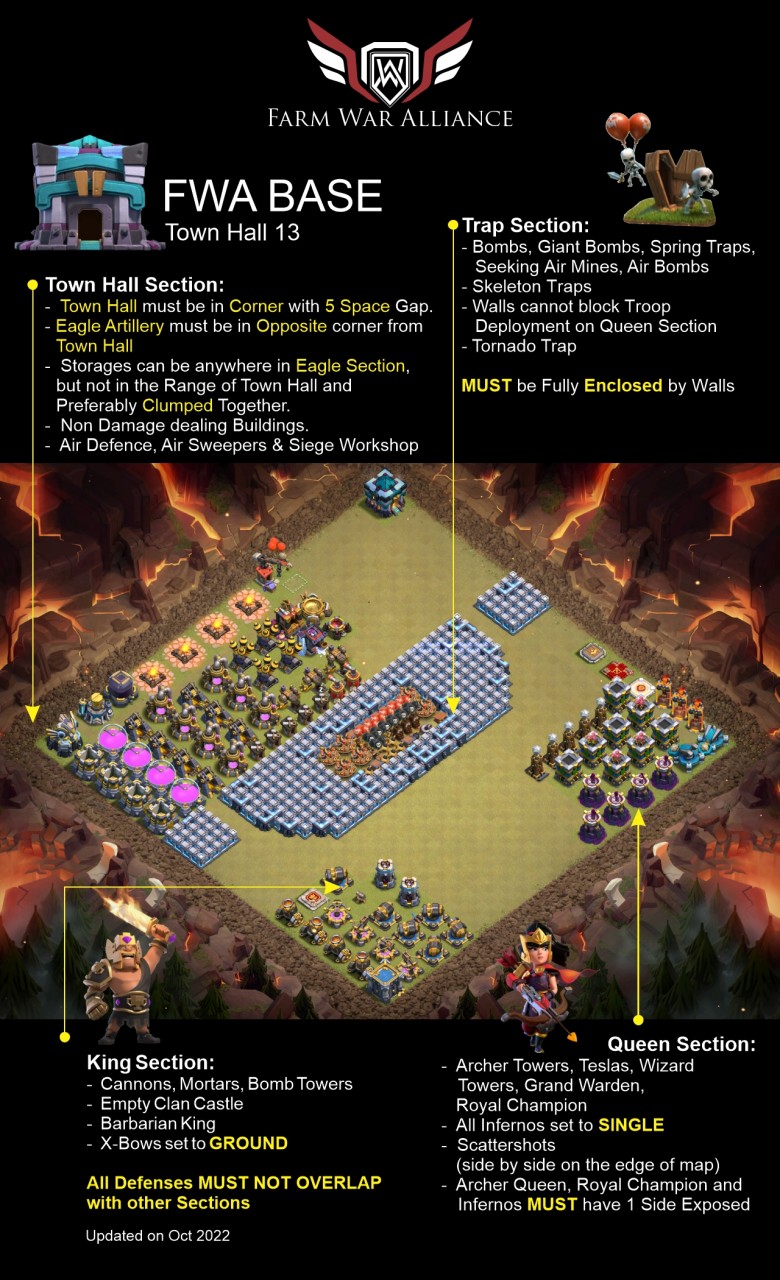 FARM WAR ALLIANCE
FWA BASE
Town Hall 13
Town Hall Section:
- Town Hall must be in Corner with 5 Space Gap.
- Eagle Artillery must be in Opposite corner from
Town Hall
- Storages can be anywhere in Eagle Section,
but not in the Range of Town Hall and
Preferably Clumped Together.
- Non Damage dealing Buildings.
- Air Defence, Air Sweepers & Siege Workshop
Trap Section:
- Bombs, Giant Bombs, Spring Traps,
Seeking Air Mines, Air Bombs
- Skeleton Traps
- Walls cannot block Troop
Deployment on Queen Section
- Tornado Trap
MUST be Fully Enclosed by Walls
King Section:
- Cannons, Mortars, Bomb Towers
- Empty Clan Castle
- Barbarian King
- X-Bows set to GROUND
All Defenses MUST NOT OVERLAP
with other Sections
Updated on Oct 2022
Queen Section:
- Archer Towers, Teslas, Wizard
Towers, Grand Warden,
Royal Champion
- All Infernos set to SINGLE
- Scattershots
(side by side on the edge of map)
- Archer Queen, Royal Champion and
Infernos MUST have 1 Side Exposed